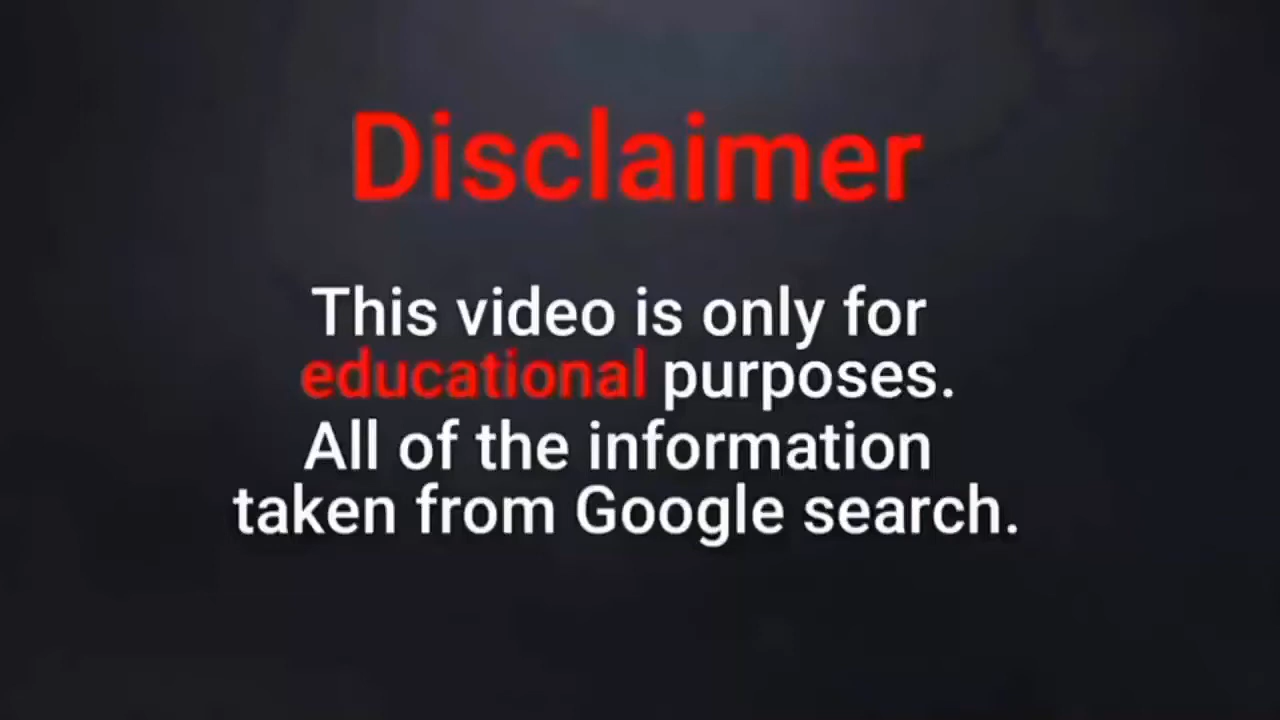 Disclaimer
This video is only for
educational purposes.
All of the information
taken from Google search.